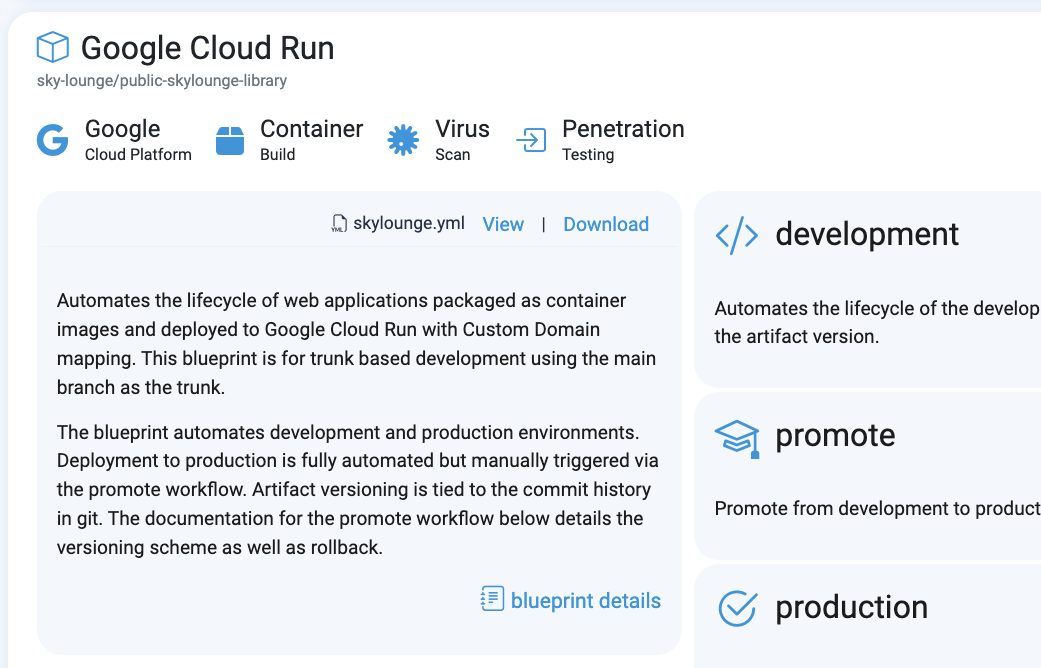 Google Cloud Run
sky-lounge/public-skylounge-library
Google
Cloud Platform
Container
Build
Virus
Scan
Penetration
Testing
YML skylounge.yml View | Download
Automates the lifecycle of web applications packaged as container
images and deployed to Google Cloud Run with Custom Domain
mapping. This blueprint is for trunk based development using the main
branch as the trunk.
The blueprint automates development and production environments.
Deployment to production is fully automated but manually triggered via
the promote workflow. Artifact versioning is tied to the commit history
in git. The documentation for the promote workflow below details the
versioning scheme as well as rollback.
blueprint details
</> development
Automates the lifecycle of the develop
the artifact version.
promote
Promote from development to product
production